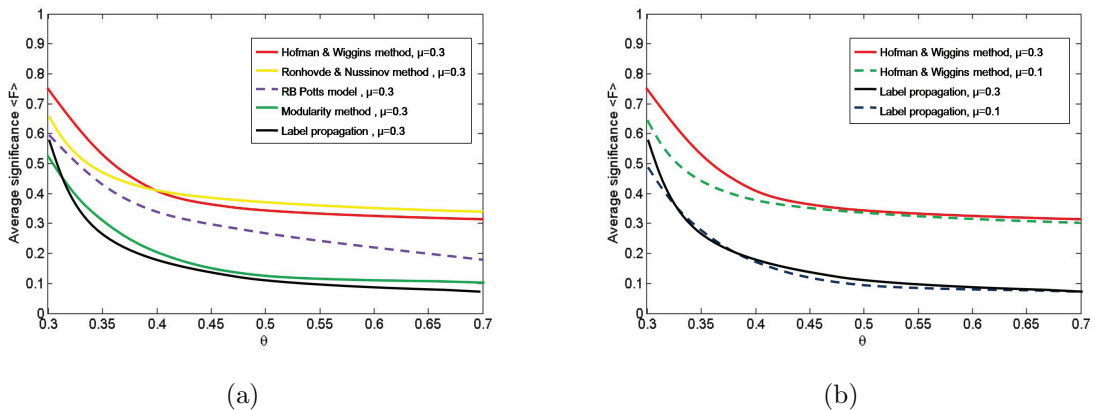 1
0.9
0.8
0.7
0.6
0.5
0.4
0.3
0.2
0.1
0
Average significance <F>
Hofman & Wiggins method, μ=0.3
Ronhovde & Nussinov method , μ=0.3
RB Potts model , μ=0.3
Modularity method , μ=0.3
Label propagation , μ=0.3
0.3 0.35 0.4 0.45 0.5 0.55 0.6 0.65 0.7
θ
(a)
1
0.9
0.8
0.7
0.6
0.5
0.4
0.3
0.2
0.1
0
Average significance <F>
Hofman & Wiggins method, μ=0.3
Hofman & Wiggins method, μ=0.1
Label propagation, μ=0.3
Label propagation, μ=0.1
0.3 0.35 0.4 0.45 0.5 0.55 0.6 0.65 0.7
θ
(b)